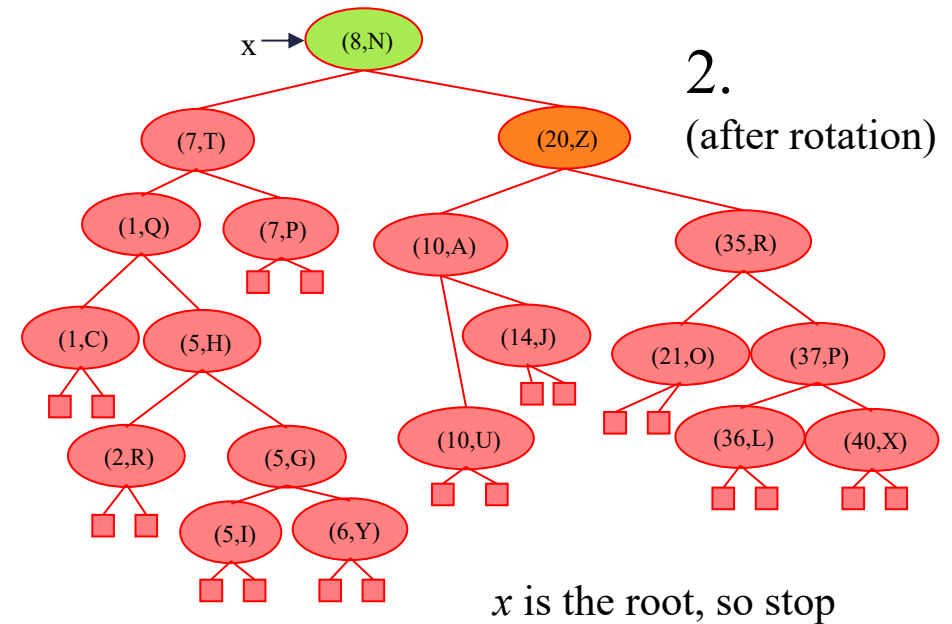 x
(8,N)
2.
(after rotation)
(7,T)
(20,Z)
(1,Q)
(7,P)
(10,A)
(35,R)
(1,C)
(5,H)
(14,J)
(21,O)
(37,P)
(2,R)
(5,G)
(10,U)
(36,L)
(40,X)
(5,I)
(6,Y)
x is the root, so stop